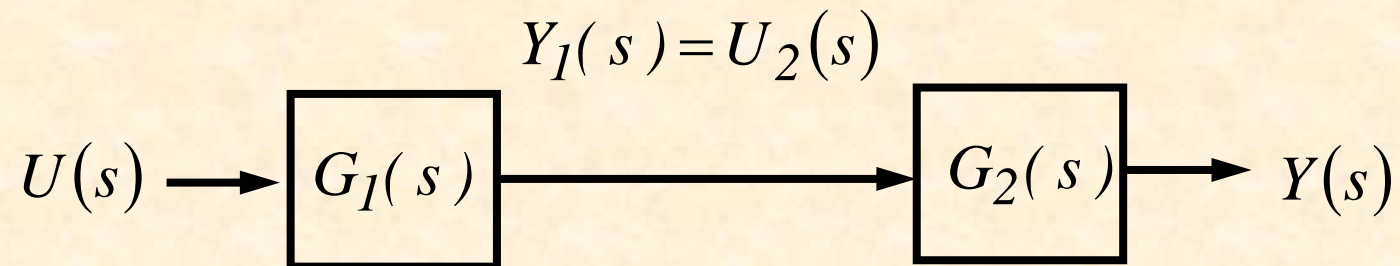 Y1( s ) = U2(s)
U(s) G1( s ) G2( s ) Y(s)